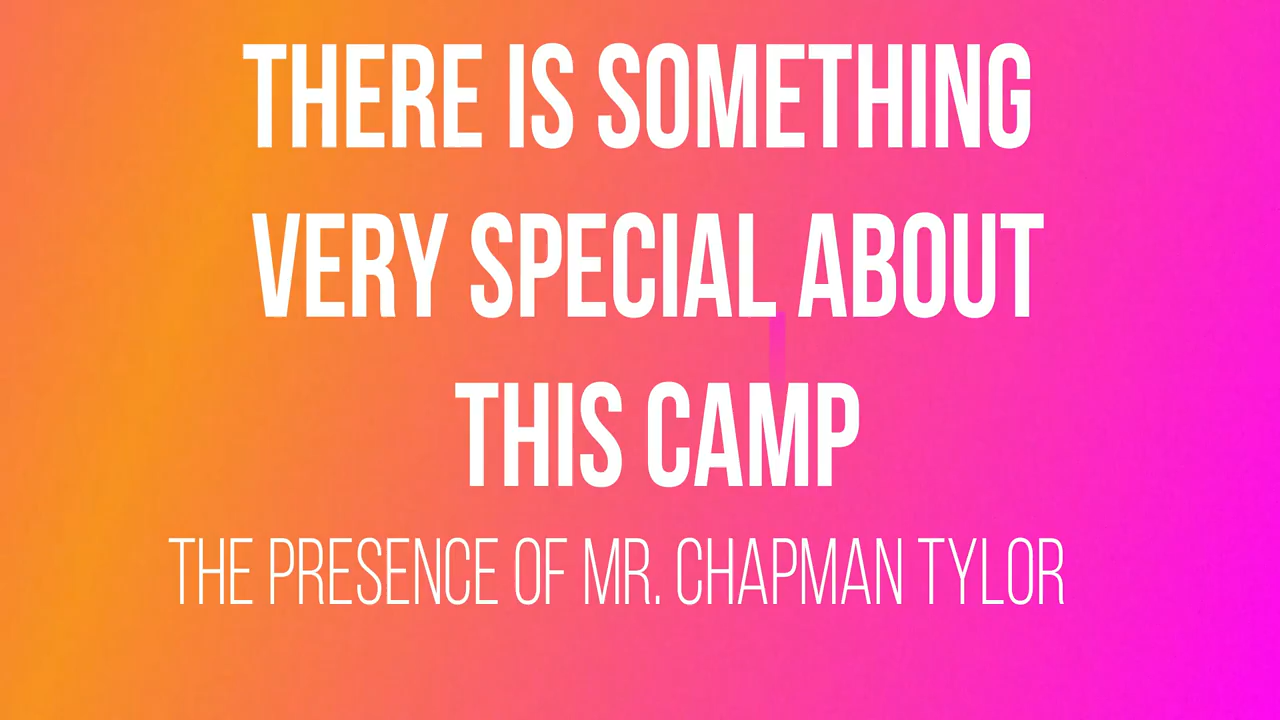 THERE IS SOMETHING
VERY SPECIAL ABOUT
THIS CAMP
THE PRESENCE OF MR. CHAPMAN TYLOR